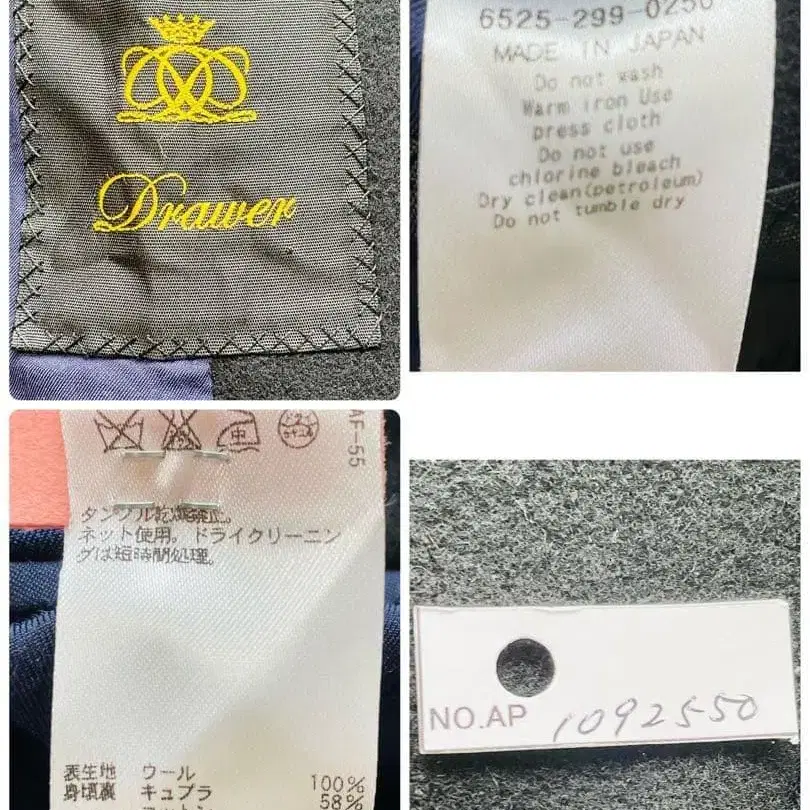 Drawer
6525-299-0250
MADE IN JAPAN
Do not wash
Warm iron Use
press cloth
Do not use
chlorine bleach
Dry clean(petroleum)
Do not tumble dry
AF-55
中
タンブル乾燥禁止。
ネット使用。ドライクリーニン
グは短時間処理。
表生地 ウール 100%
身頃裏 キュプラ 58%
NO.AP 1092550